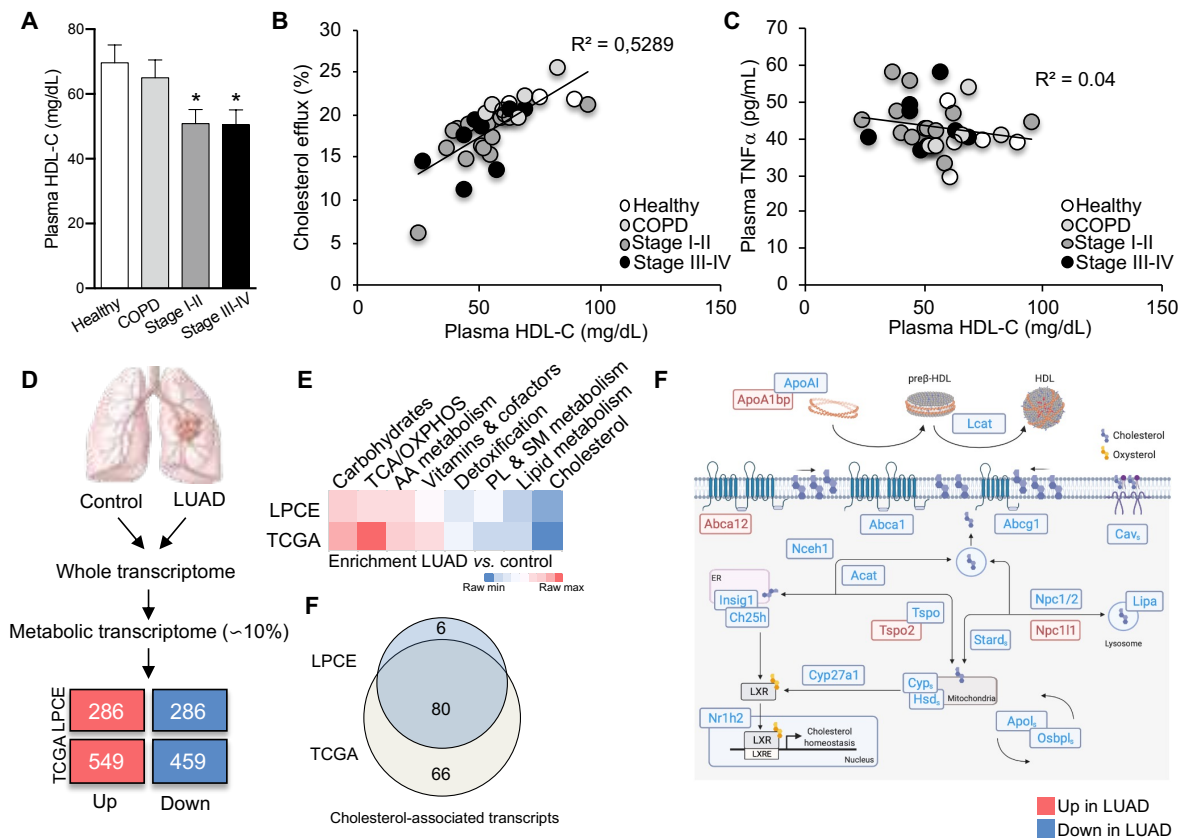 A
Plasma HDL-C (mg/dL)
80
60
40
20
0
*
*
Healthy
COPD
Stage I-II
Stage III-IV
B
Cholesterol efflux (%)
30
25
20
15
10
5
0
R² = 0,5289
Healthy
COPD
Stage I-II
Stage III-IV
50
100
150
Plasma HDL-C (mg/dL)
C
Plasma TNFα (pg/mL)
70
60
50
40
30
20
10
0
R² = 0.04
Healthy
COPD
Stage I-II
Stage III-IV
0
50
100
150
Plasma HDL-C (mg/dL)
D
Control
LUAD
Whole transcriptome
Metabolic transcriptome (~10%)
LPCE
286
286
TCGA
549
459
Up
Down
E
Carbohydrates
TCA/OXPHOS
AA metabolism
Vitamins & cofactors
Detoxification
PL & SM metabolism
Lipid metabolism
Cholesterol
LPCE
TCGA
Enrichment LUAD vs. control
Raw min
Raw max
F
LPCE
6
80
TCGA
66
Cholesterol-associated transcripts
F
ApoAI
ApoA1bp
preβ-HDL
HDL
Lcat
Cholesterol
Oxysterol
Abca12
Abca1
Abcg1
Cavs
Nceh1
Acat
ER
Insig1
Ch25h
Tspo
Tspo2
Npc1/2
Npc1l1
Lipa
Lysosome
Stards
Cyp27a1
Cyps
Hsds
Mitochondria
LXR
Nr1h2
LXR
LXRE
Cholesterol
homeostasis
Nucleus
Apols
Osbpls
Up in LUAD
Down in LUAD